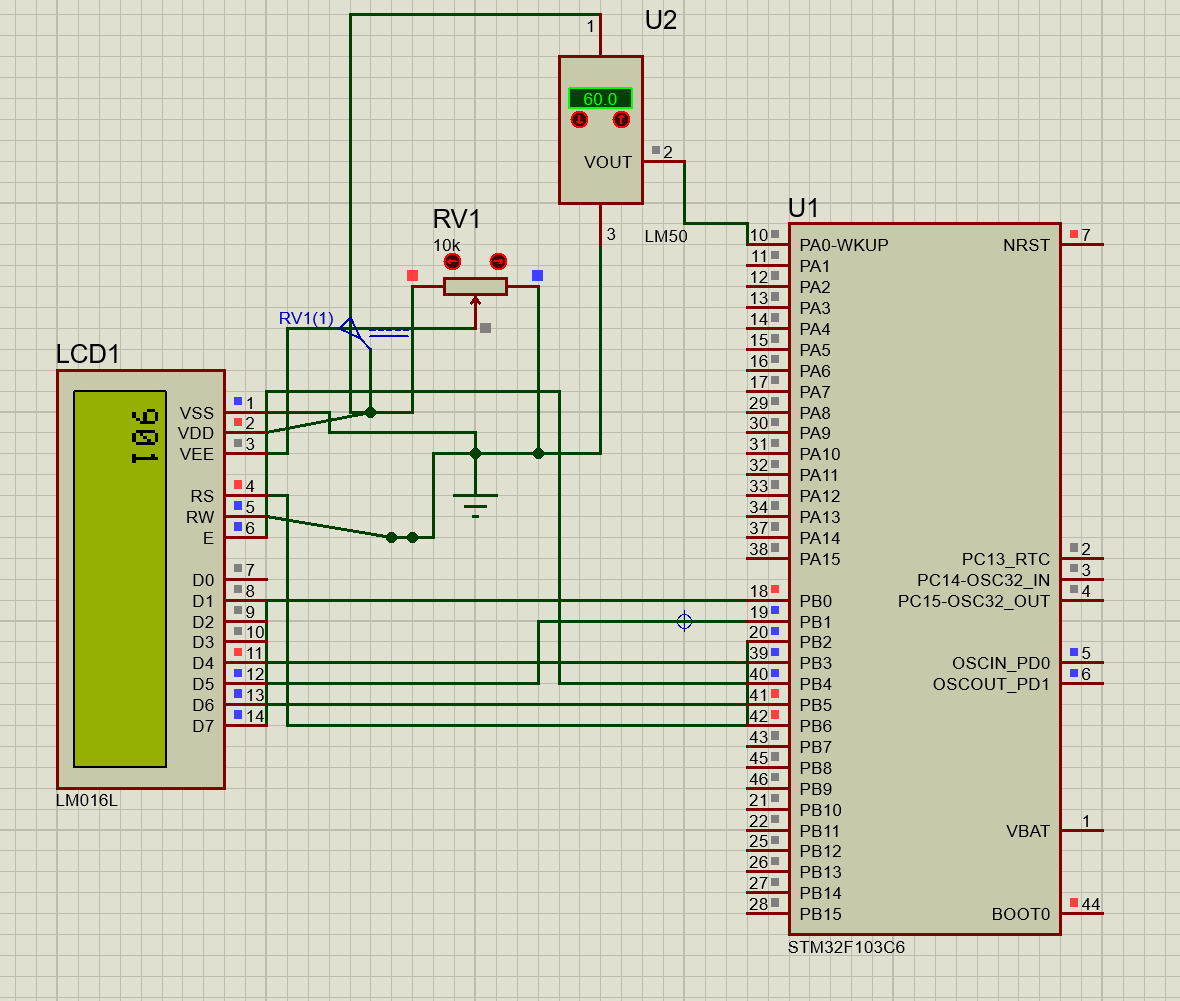 U2
1
60.0
VOUT
2
3
LM50
RV1
10k
RV1(1)
LCD1
VSS 1
VDD 2
VEE 3
RS 4
RW 5
E 6
D0 7
D1 8
D2 9
D3 10
D4 11
D5 12
D6 13
D7 14
LM016L
U1
10 PA0-WKUP
11 PA1
12 PA2
13 PA3
14 PA4
15 PA5
16 PA6
17 PA7
29 PA8
30 PA9
31 PA10
32 PA11
33 PA12
34 PA13
37 PA14
38 PA15
18 PB0
19 PB1
20 PB2
39 PB3
40 PB4
41 PB5
42 PB6
43 PB7
45 PB8
46 PB9
21 PB10
22 PB11
25 PB12
26 PB13
27 PB14
28 PB15
NRST 7
PC13_RTC 2
PC14-OSC32_IN 3
PC15-OSC32_OUT 4
OSCIN_PD0 5
OSCOUT_PD1 6
VBAT 1
BOOT0 44
STM32F103C6